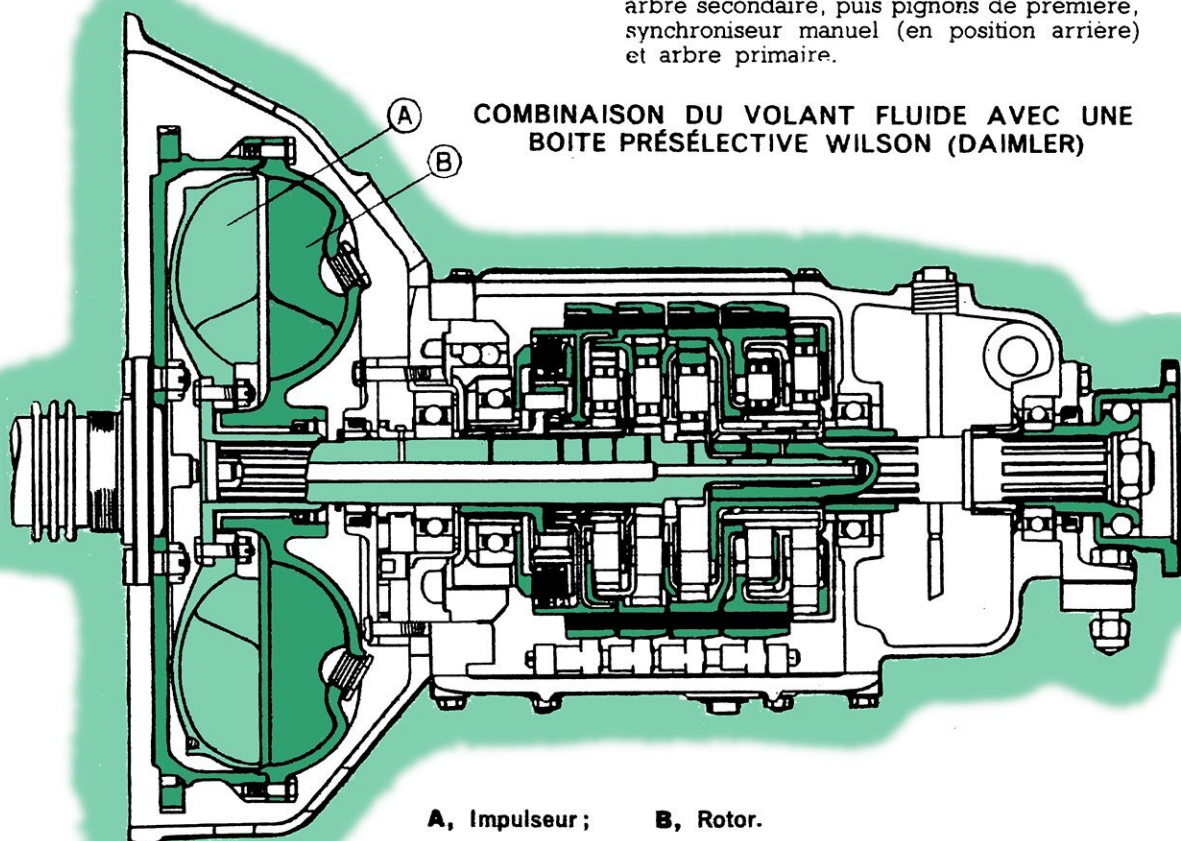 arbre secondaire, puis pignons de première,
synchroniseur manuel (en position arrière)
et arbre primaire.
COMBINAISON DU VOLANT FLUIDE AVEC UNE
BOITE PRÉSÉLECTIVE WILSON (DAIMLER)
A
B
A, Impulseur; B, Rotor.